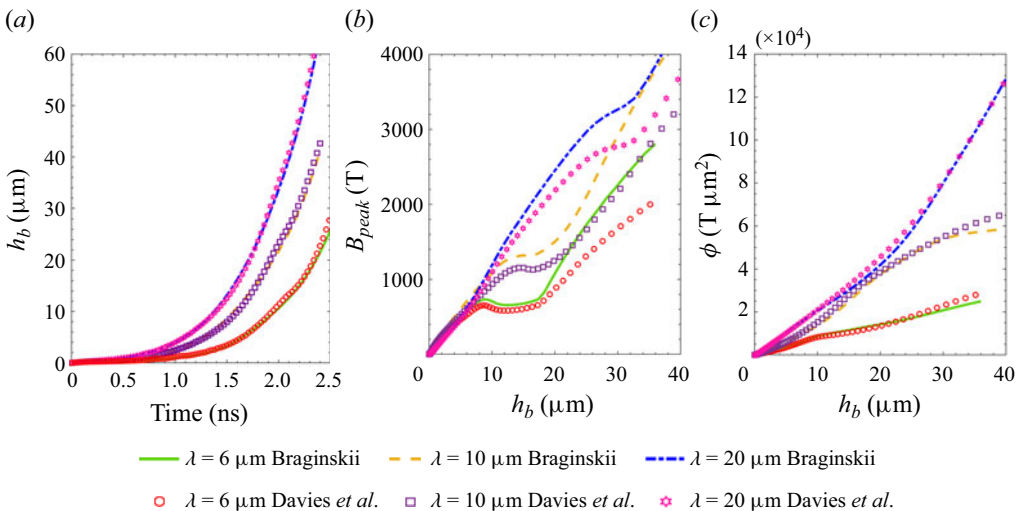 (a)
60
50
40
30
20
10
0
h_b (μm)
0 0.5 1.0 1.5 2.0 2.5
Time (ns)
(b)
4000
3000
2000
1000
B_peak (T)
0 10 20 30 40
h_b (μm)
(c)
(×10⁴)
14
12
10
8
6
4
2
ϕ (T μm²)
0 10 20 30 40
h_b (μm)
λ = 6 μm Braginskii λ = 10 μm Braginskii λ = 20 μm Braginskii
λ = 6 μm Davies et al. λ = 10 μm Davies et al. λ = 20 μm Davies et al.